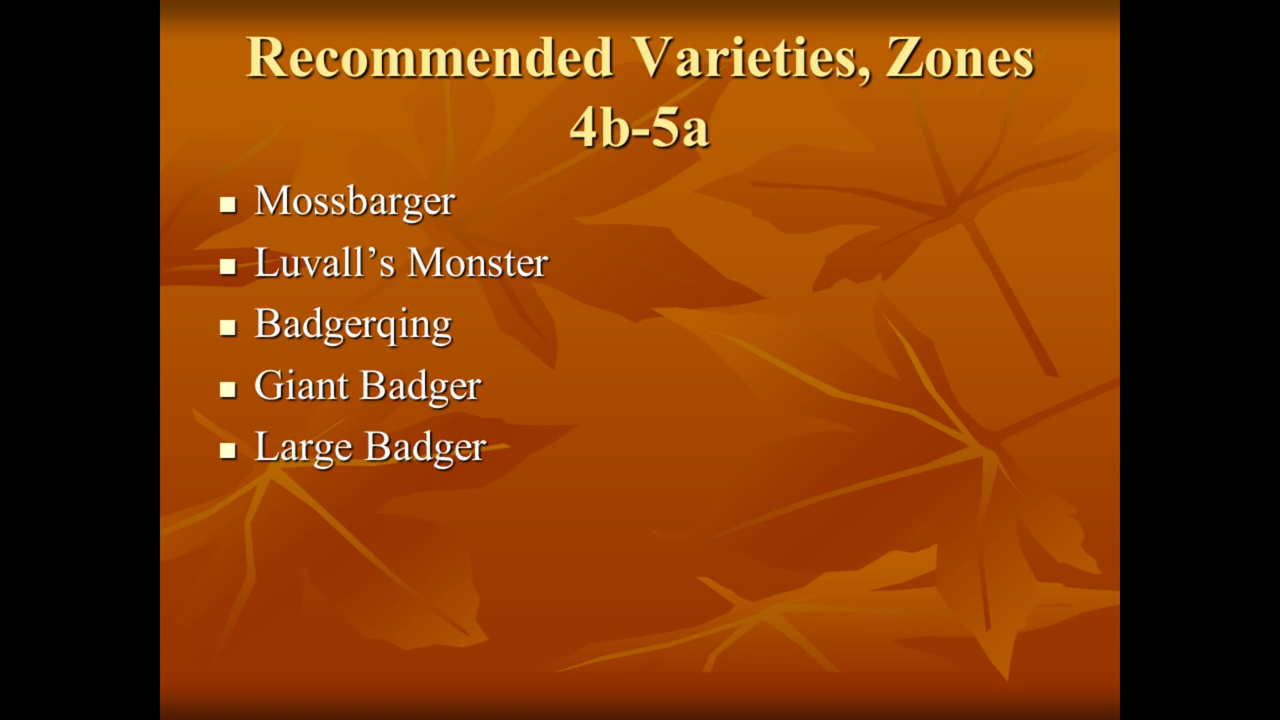 Recommended Varieties, Zones
4b-5a
Mossbarger
Luvall’s Monster
Badgerqing
Giant Badger
Large Badger